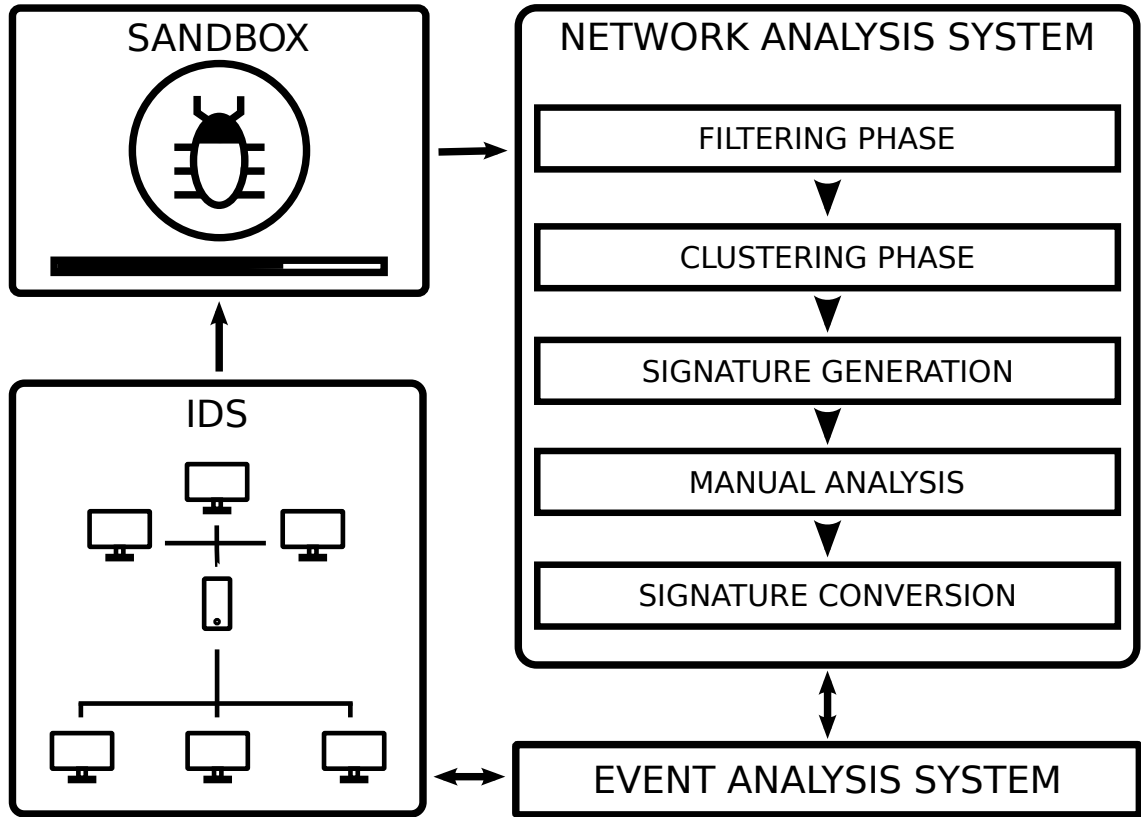 SANDBOX
NETWORK ANALYSIS SYSTEM
FILTERING PHASE
CLUSTERING PHASE
SIGNATURE GENERATION
MANUAL ANALYSIS
SIGNATURE CONVERSION
IDS
EVENT ANALYSIS SYSTEM